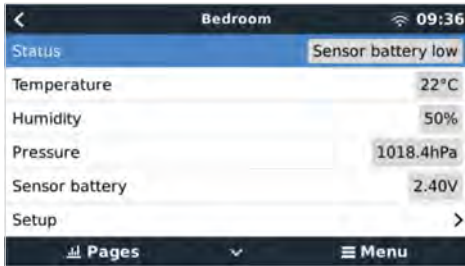 Bedroom 09:36
Status Sensor battery low
Temperature 22°C
Humidity 50%
Pressure 1018.4hPa
Sensor battery 2.40V
Setup
Pages Menu